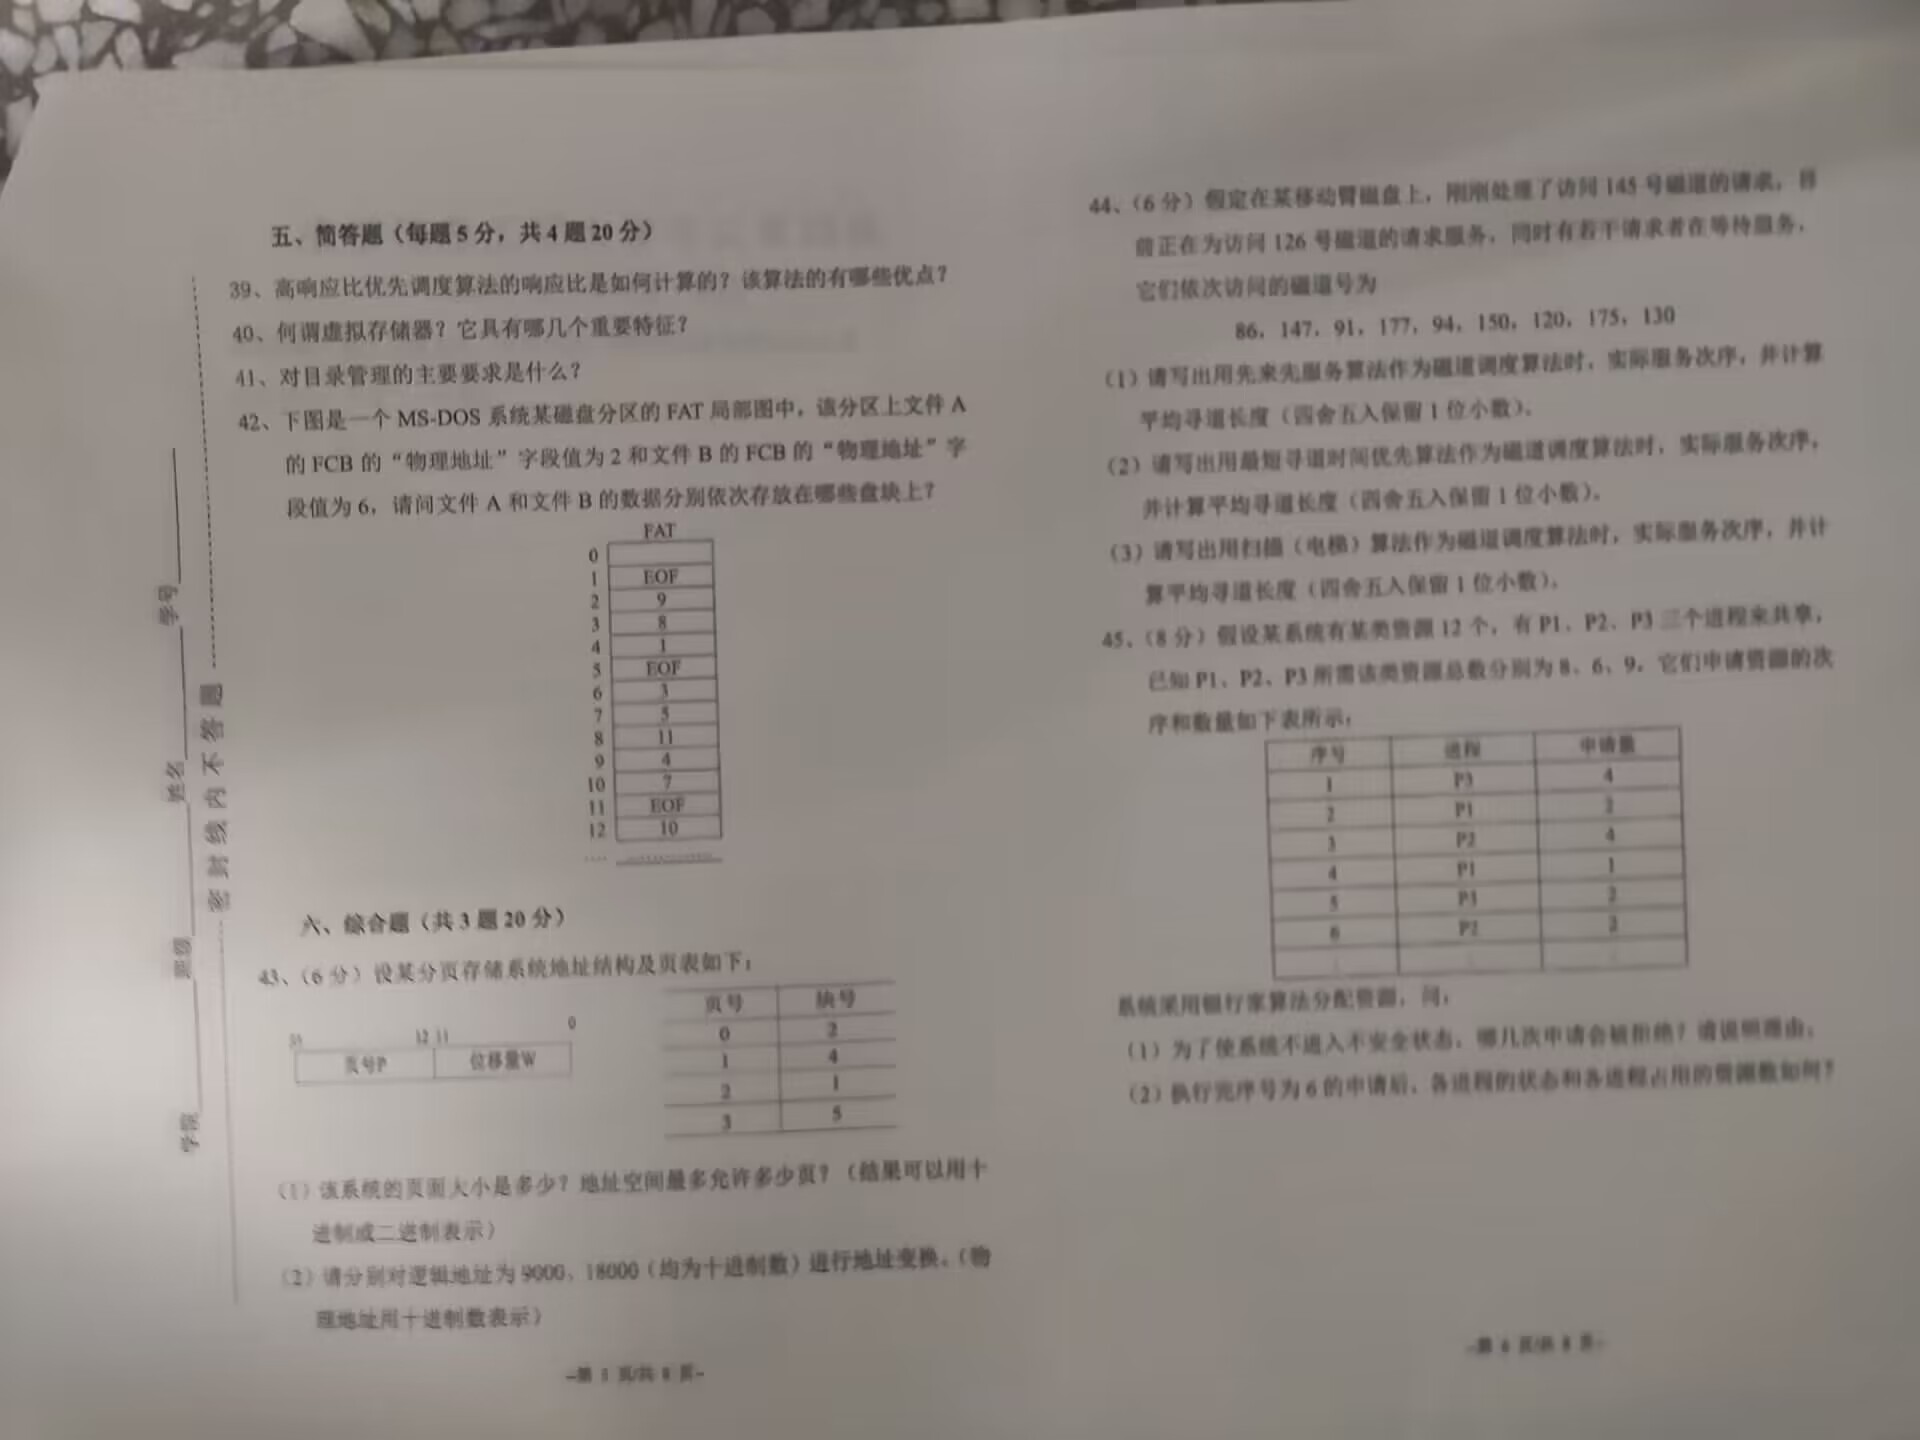 五、简答题（每题5分，共4题20分）
39、高响应比优先调度算法的响应比是如何计算的？该算法的有哪些优点？
40、何谓虚拟存储器？它具有哪几个重要特征？
41、对目录管理的主要要求是什么？
42、下图是一个 MS-DOS 系统某磁盘分区的 FAT 局部图中，该分区上文件 A
的 FCB 的“物理地址”字段值为 2 和文件 B 的 FCB 的“物理地址”字
段值为 6，请问文件 A 和文件 B 的数据分别依次存放在哪些盘块上？
FAT
0
1 EOF
2 9
3 8
4 1
5 EOF
6 3
7 5
8 11
9 4
10 7
11 EOF
12 10
.... ..............
六、综合题（共3题20分）
43、（6分）设某分页存储系统地址结构及页表如下：
12 11 0
页号P 位移量W
页号 块号
0 2
1 4
2 1
3 5
（1）该系统的页面大小是多少？地址空间最多允许多少页？（结果可以用十
进制或二进制表示）
（2）请分别对逻辑地址为 9000、18000（均为十进制数）进行地址变换。（物
理地址用十进制数表示）
-第 5 页/共 8 页-
44、（6分）假定在某移动臂磁盘上，刚刚处理了访问 145 号磁道的请求，目
前正在为访问 126 号磁道的请求服务，同时有若干请求者在等待服务，
它们依次访问的磁道号为
86，147，91，177，94，150，120，175，130
（1）请写出用先来先服务算法作为磁道调度算法时，实际服务次序，并计算
平均寻道长度（四舍五入保留 1 位小数）。
（2）请写出用最短寻道时间优先算法作为磁道调度算法时，实际服务次序，
并计算平均寻道长度（四舍五入保留 1 位小数）。
（3）请写出用扫描（电梯）算法作为磁道调度算法时，实际服务次序，并计
算平均寻道长度（四舍五入保留 1 位小数）。
45、（8分）假设某系统有某类资源 12 个，有 P1、P2、P3 三个进程来共享，
已知 P1、P2、P3 所需该类资源总数分别为 8、6、9，它们申请资源的次
序和数量如下表所示：
序号 进程 申请量
1 P3 4
2 P1 2
3 P2 4
4 P1 1
5 P3 2
6 P2 2
系统采用银行家算法分配资源，问：
（1）为了使系统不进入不安全状态，哪几次申请会被拒绝？请说明理由。
（2）执行完序号为 6 的申请后，各进程的状态和各进程占用的资源数如何？
-第 6 页/共 8 页-
学号
姓名
班级
学院
密封线内不答题